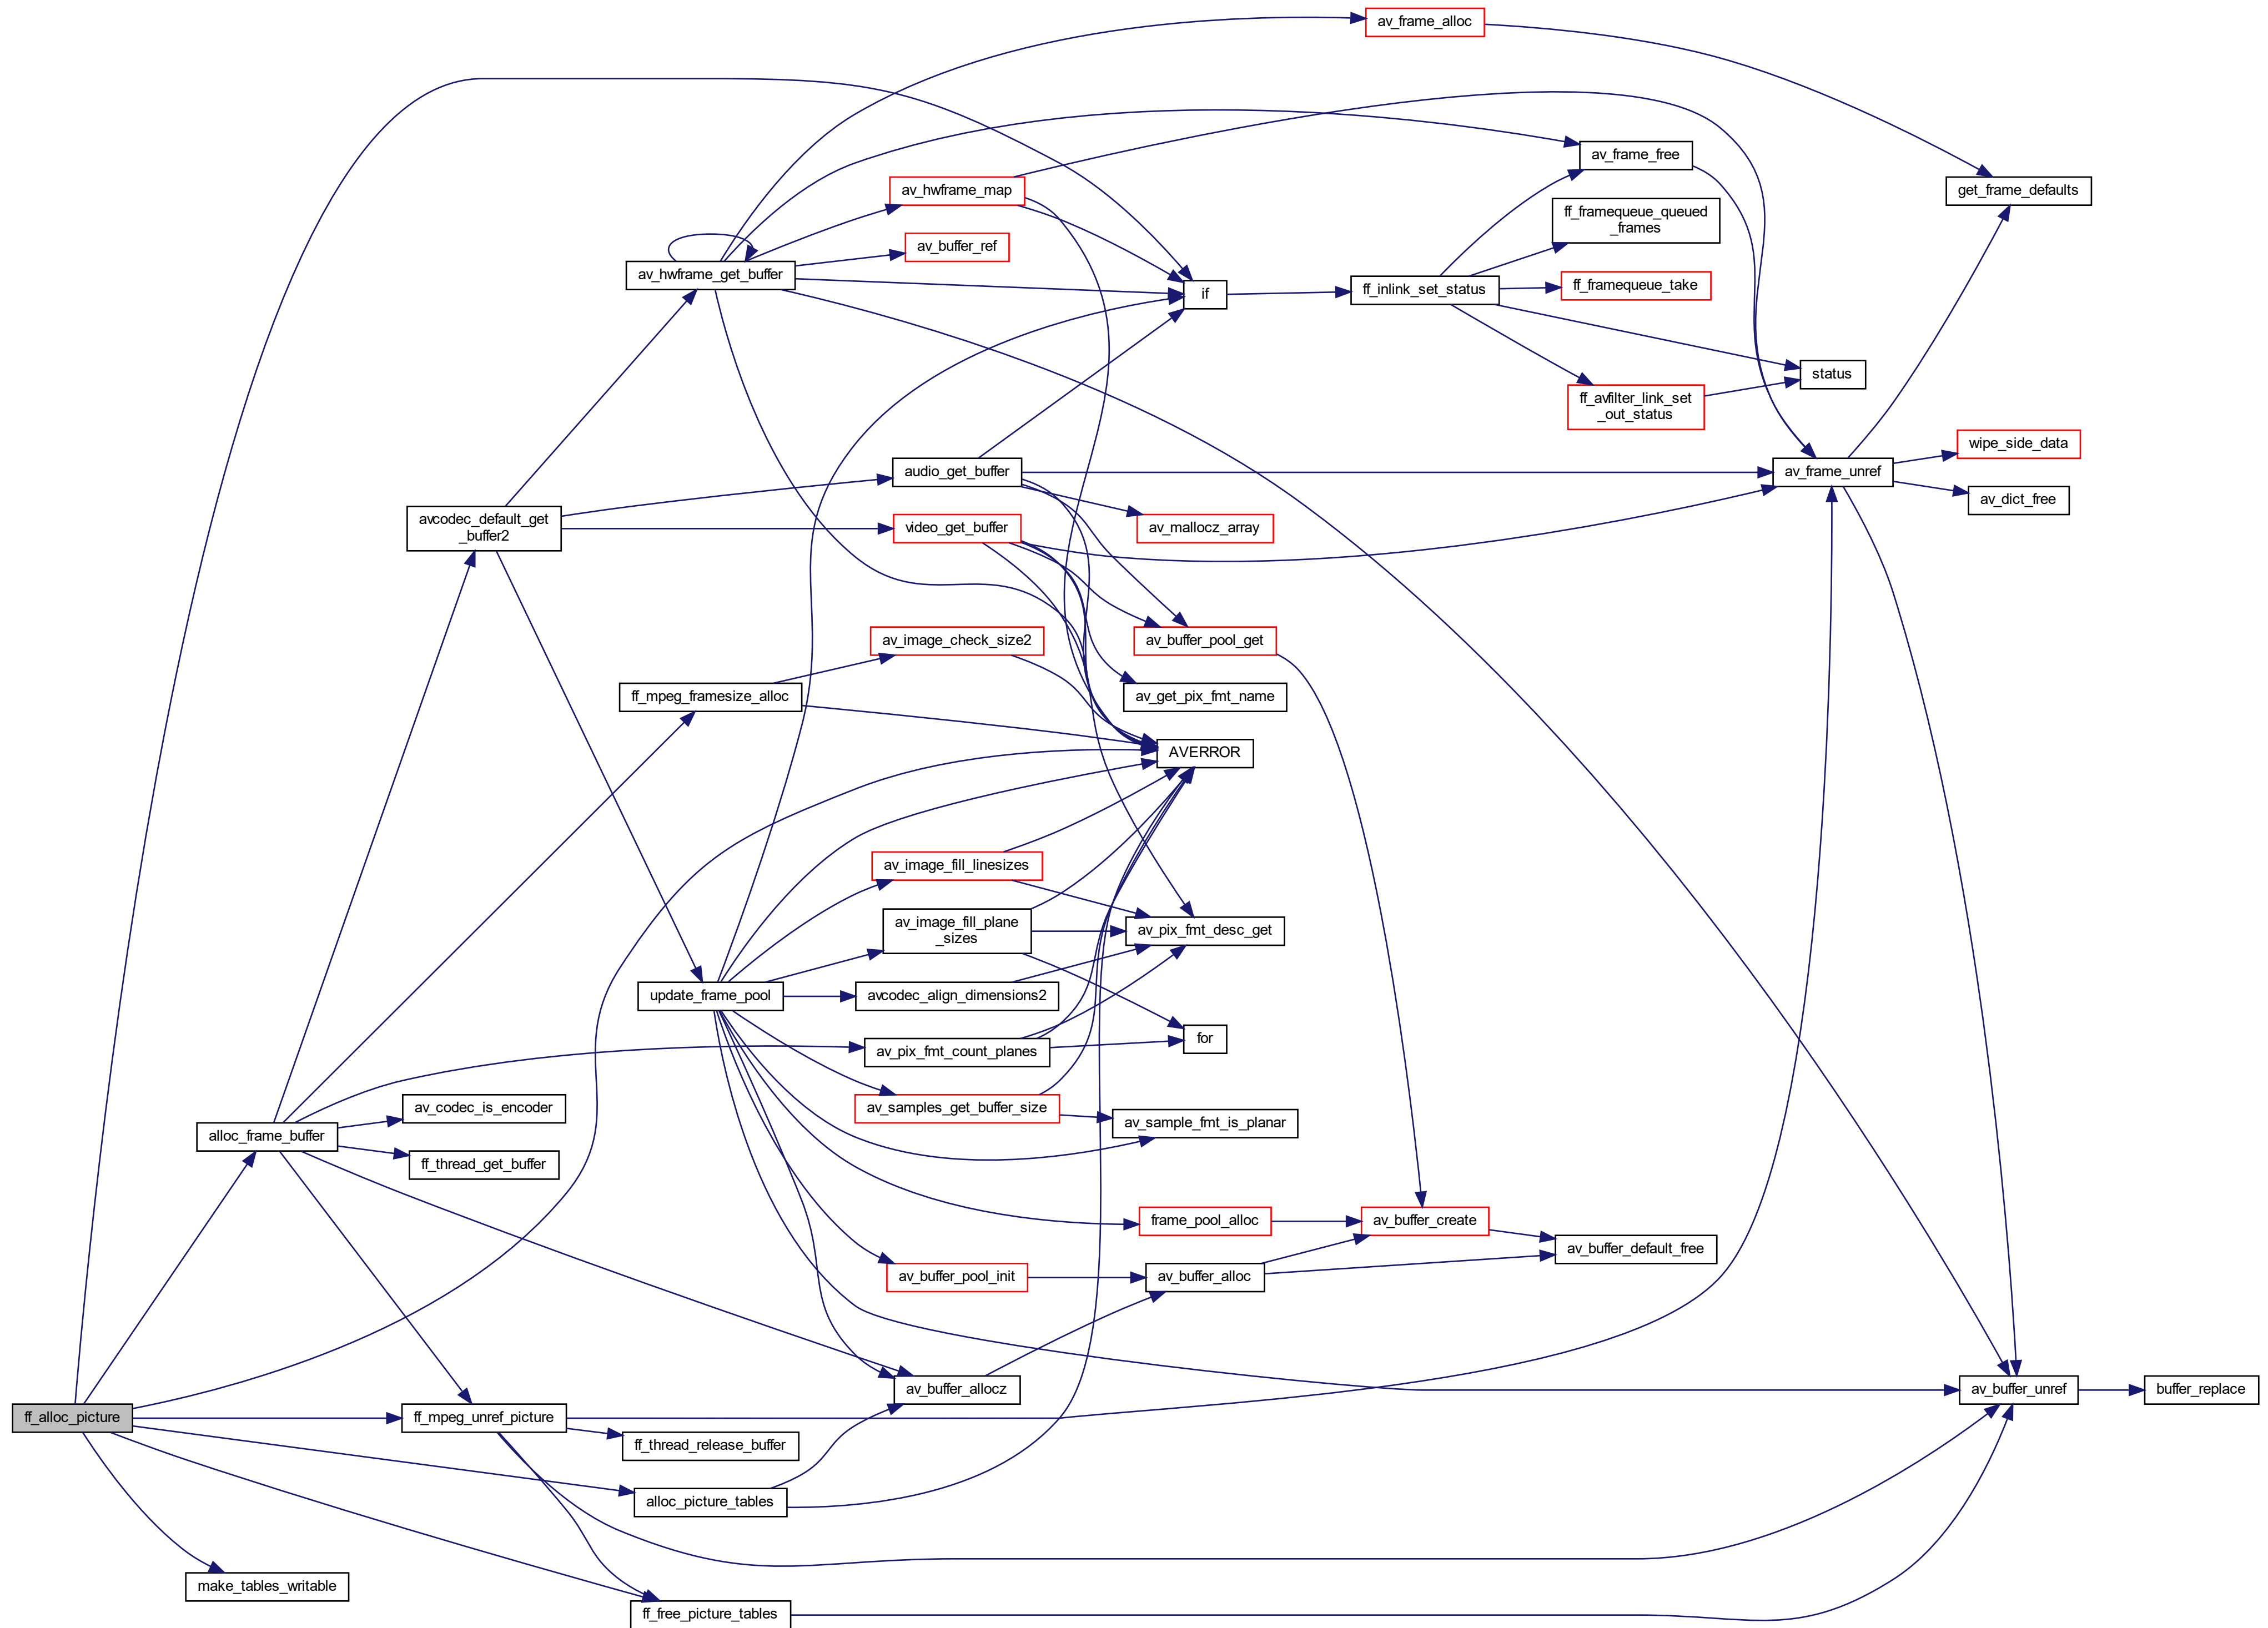 av_frame_alloc
av_frame_free
av_hwframe_map
get_frame_defaults
ff_framequeue_queued
_frames
av_buffer_ref
av_hwframe_get_buffer
if
ff_inlink_set_status
ff_framequeue_take
status
ff_avfilter_link_set
_out_status
wipe_side_data
audio_get_buffer
av_frame_unref
av_dict_free
avcodec_default_get
_buffer2
video_get_buffer
av_mallocz_array
av_image_check_size2
av_buffer_pool_get
ff_mpeg_framesize_alloc
av_get_pix_fmt_name
AVERROR
av_image_fill_linesizes
av_image_fill_plane
_sizes
av_pix_fmt_desc_get
update_frame_pool
avcodec_align_dimensions2
for
av_pix_fmt_count_planes
av_codec_is_encoder
av_samples_get_buffer_size
av_sample_fmt_is_planar
alloc_frame_buffer
ff_thread_get_buffer
frame_pool_alloc
av_buffer_create
av_buffer_default_free
av_buffer_pool_init
av_buffer_alloc
av_buffer_allocz
av_buffer_unref
buffer_replace
ff_alloc_picture
ff_mpeg_unref_picture
ff_thread_release_buffer
alloc_picture_tables
make_tables_writable
ff_free_picture_tables